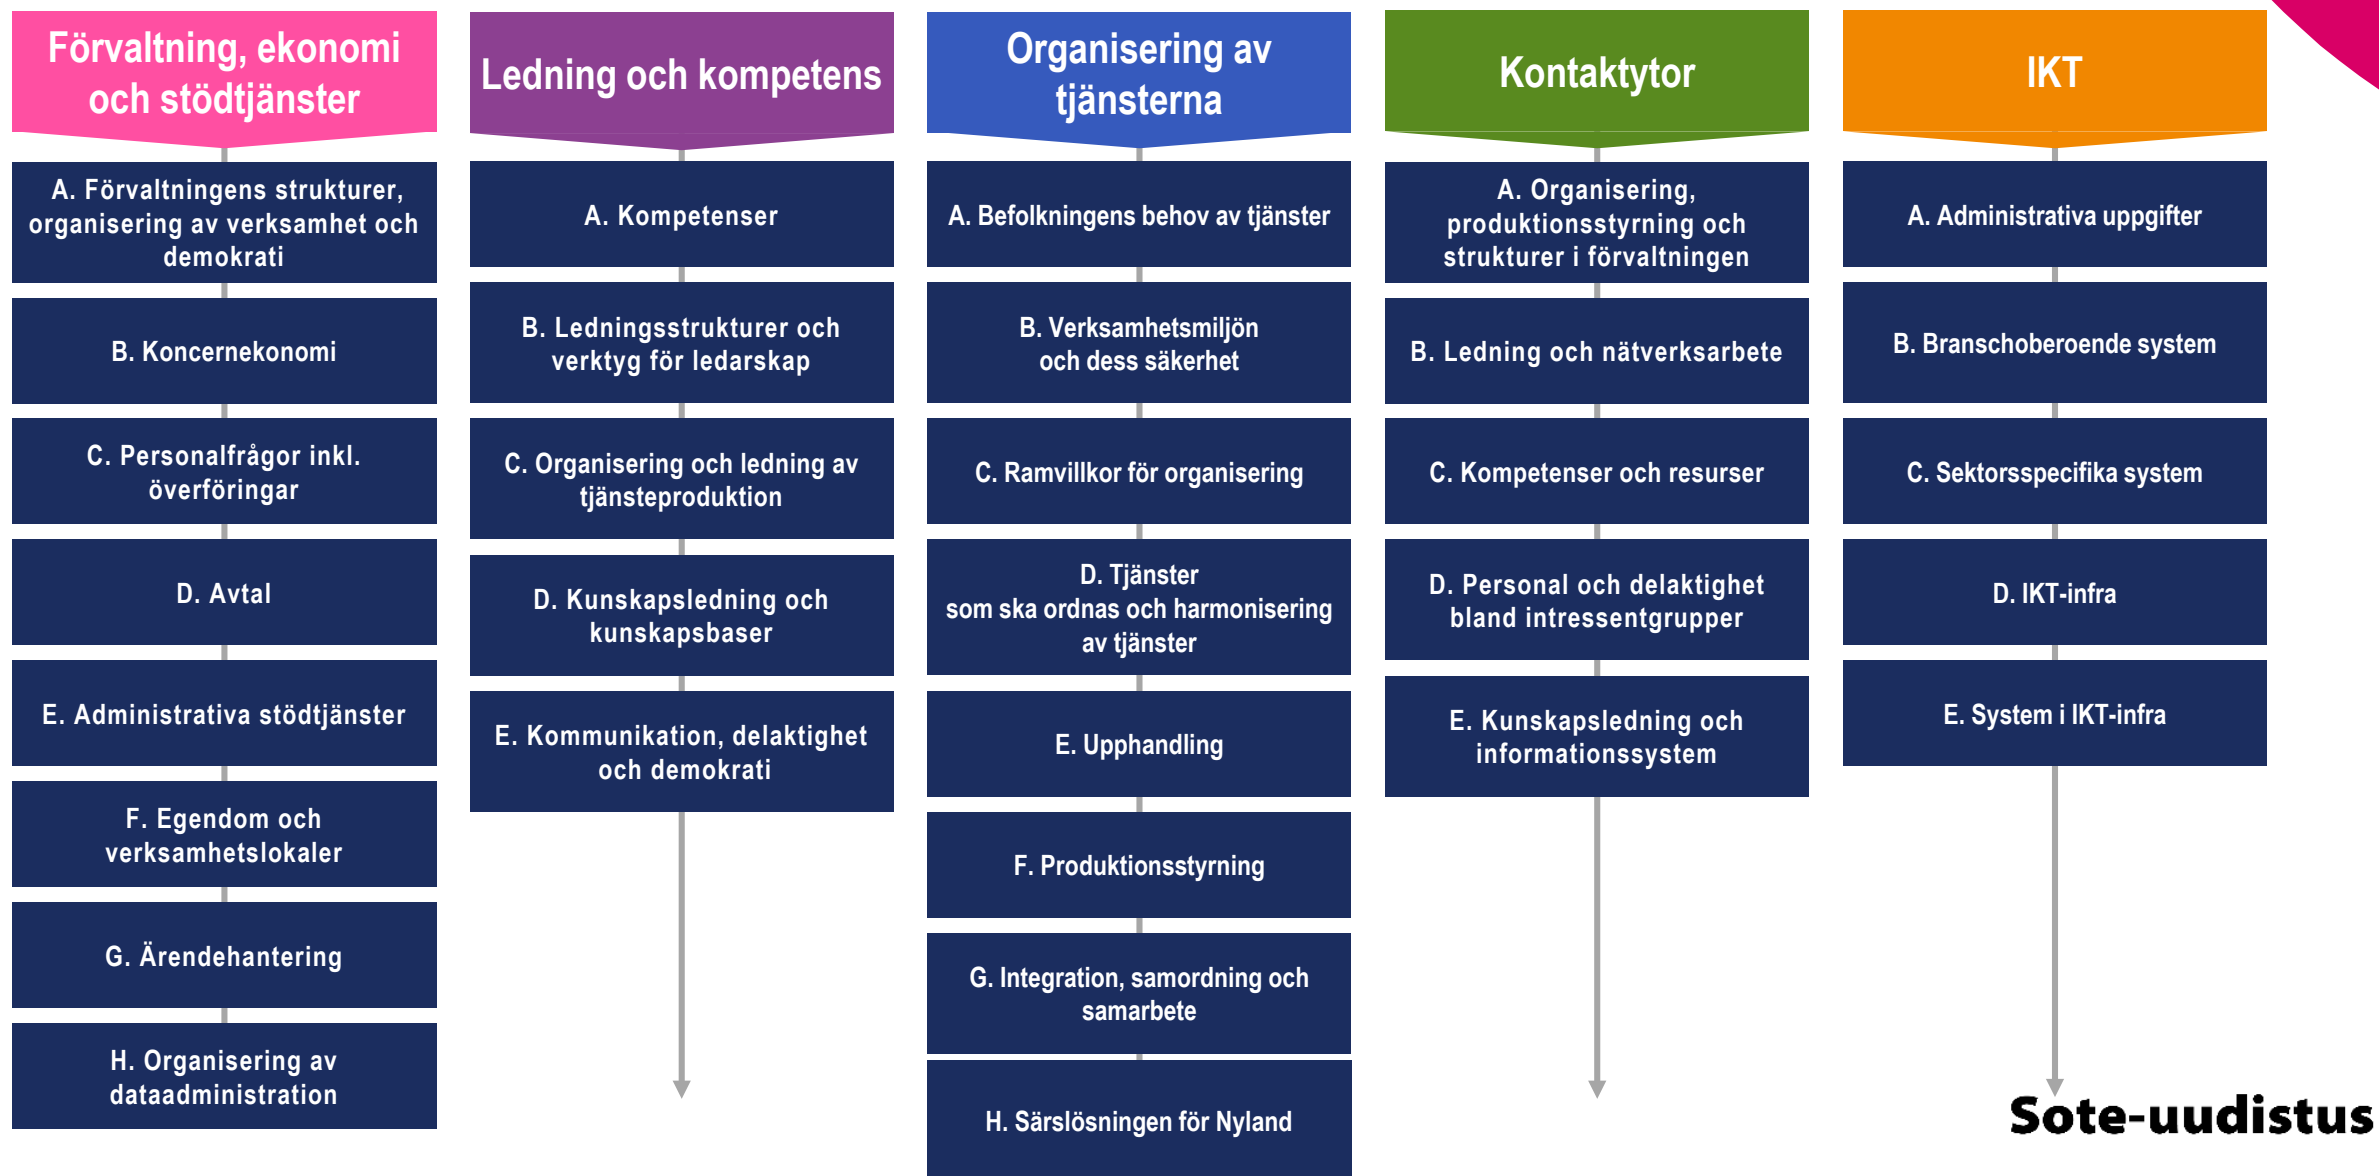 Förvaltning, ekonomi
och stödtjänster
A. Förvaltningens strukturer,
organisering av verksamhet och
demokrati
B. Koncernekonomi
C. Personalfrågor inkl.
överföringar
D. Avtal
E. Administrativa stödtjänster
F. Egendom och
verksamhetslokaler
G. Ärendehantering
H. Organisering av
dataadministration
Ledning och kompetens
A. Kompetenser
B. Ledningsstrukturer och
verktyg för ledarskap
C. Organisering och ledning av
tjänsteproduktion
D. Kunskapsledning och
kunskapsbaser
E. Kommunikation, delaktighet
och demokrati
Organisering av
tjänsterna
A. Befolkningens behov av tjänster
B. Verksamhetsmiljön
och dess säkerhet
C. Ramvillkor för organisering
D. Tjänster
som ska ordnas och harmonisering
av tjänster
E. Upphandling
F. Produktionsstyrning
G. Integration, samordning och
samarbete
H. Särslösningen för Nyland
Kontaktytor
A. Organisering,
produktionsstyrning och
strukturer i förvaltningen
B. Ledning och nätverksarbete
C. Kompetenser och resurser
D. Personal och delaktighet
bland intressentgrupper
E. Kunskapsledning och
informationssystem
IKT
A. Administrativa uppgifter
B. Branschoberoende system
C. Sektorsspecifika system
D. IKT-infra
E. System i IKT-infra
Sote-uudistus